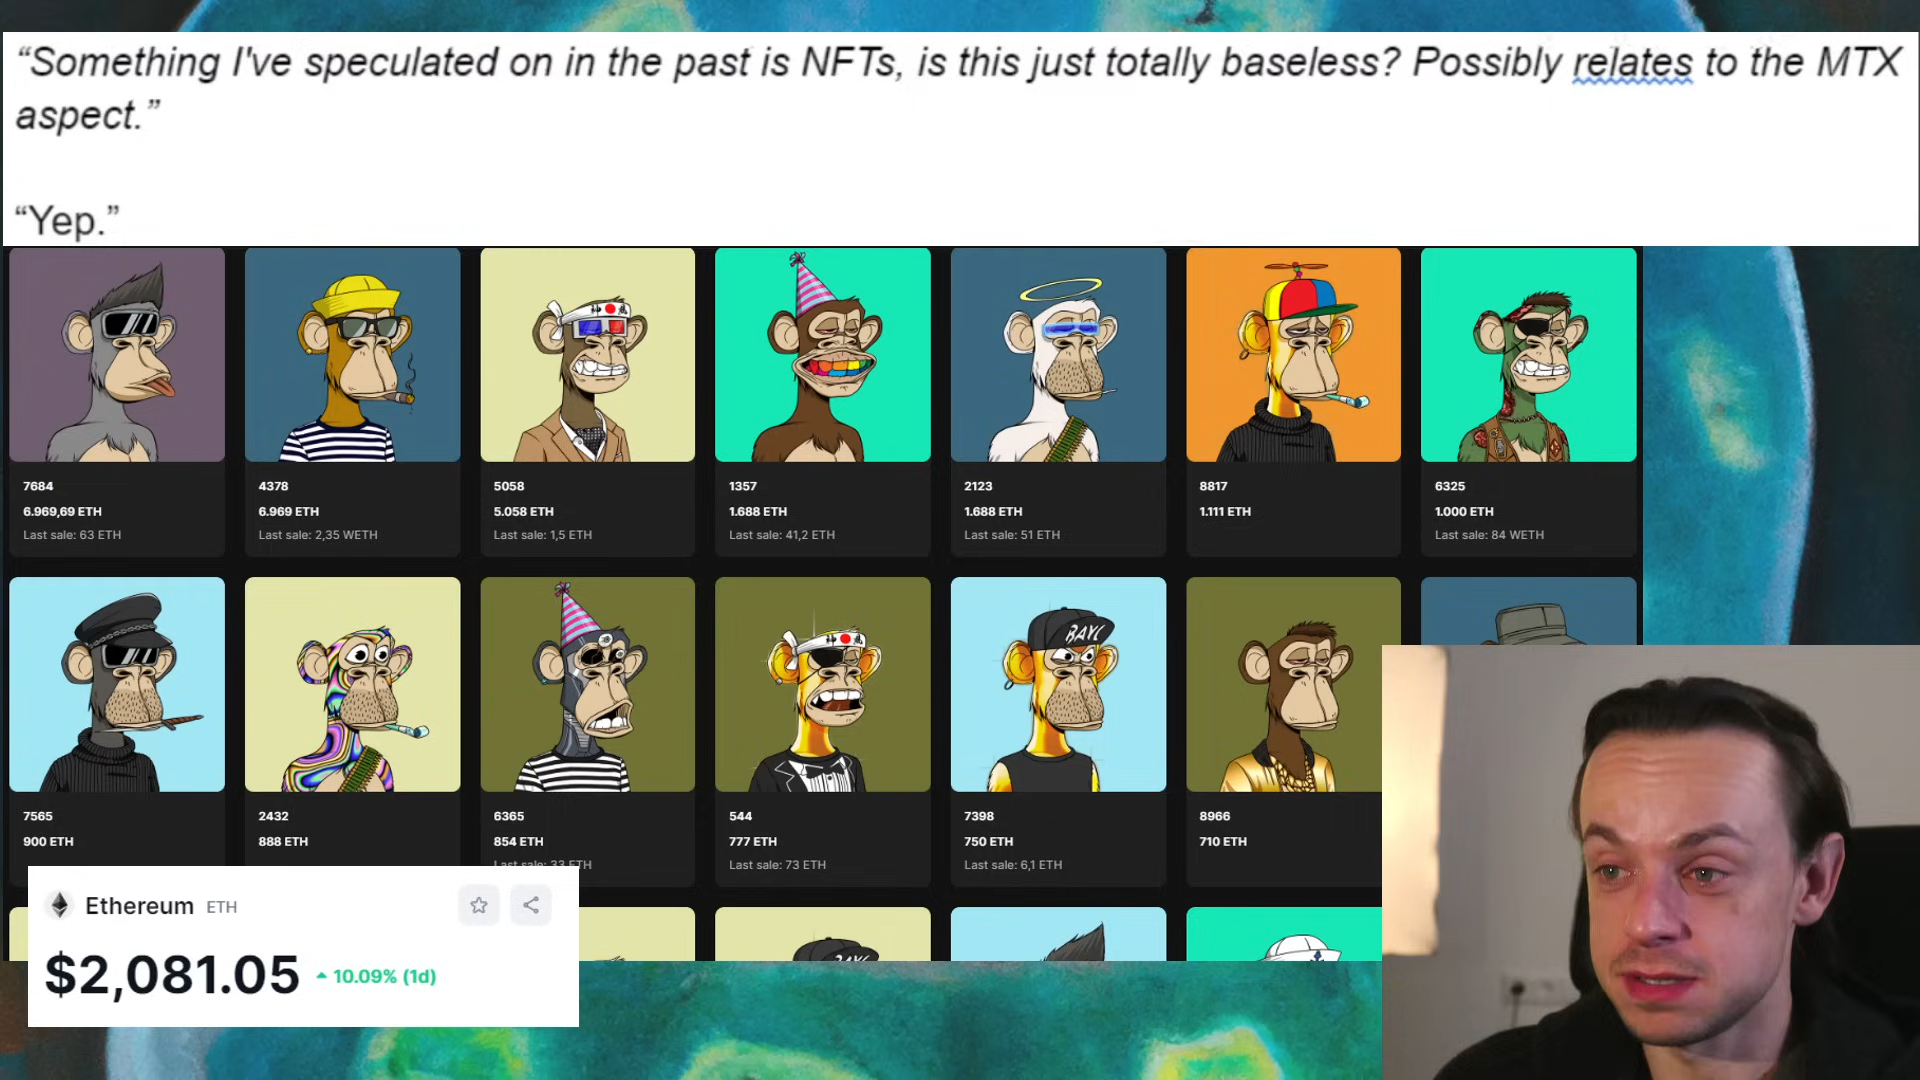 “Something I've speculated on in the past is NFTs, is this just totally baseless? Possibly relates to the MTX
aspect.”
“Yep.”
7684
6.969,69 ETH
Last sale: 63 ETH
4378
6.969 ETH
Last sale: 2,35 WETH
5058
5.058 ETH
Last sale: 1,5 ETH
1357
1.688 ETH
Last sale: 41,2 ETH
2123
1.688 ETH
Last sale: 51 ETH
8817
1.111 ETH
6325
1.000 ETH
Last sale: 84 WETH
BAYC
7565
900 ETH
2432
888 ETH
6365
854 ETH
Last sale: 33 ETH
544
777 ETH
Last sale: 73 ETH
7398
750 ETH
Last sale: 6,1 ETH
8966
710 ETH
Ethereum ETH
$2,081.05 10.09% (1d)